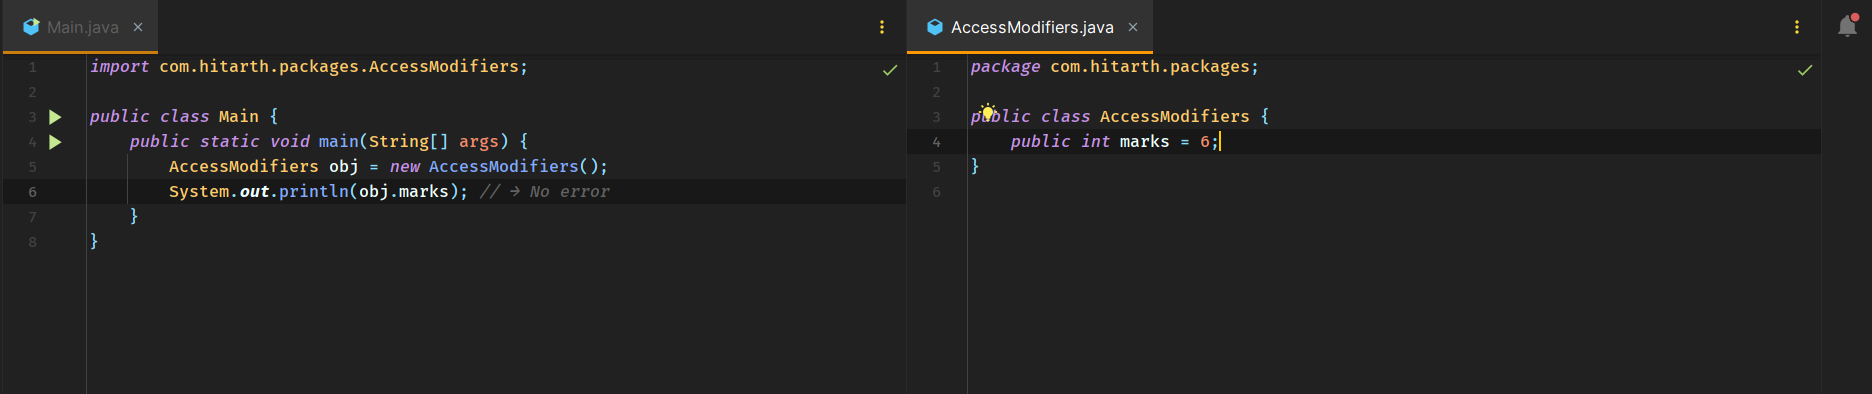 Main.java
1 import com.hitarth.packages.AccessModifiers;
2
3 public class Main {
4 public static void main(String[] args) {
5 AccessModifiers obj = new AccessModifiers();
6 System.out.println(obj.marks); // → No error
7 }
8 }
AccessModifiers.java
1 package com.hitarth.packages;
2
3 public class AccessModifiers {
4 public int marks = 6;
5 }
6